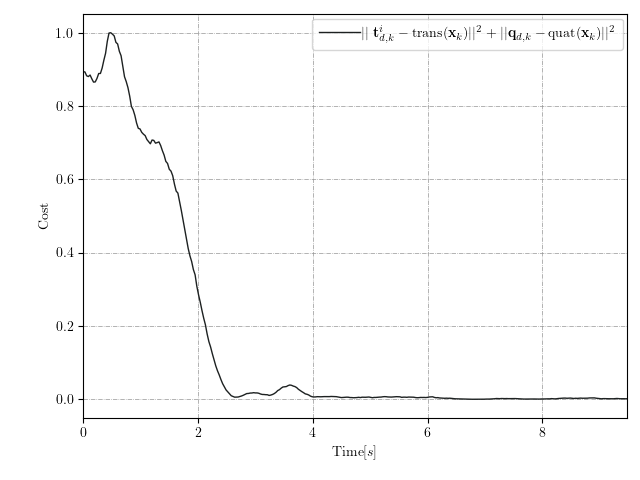 || t^i_{d,k} − trans(x_k)||^2 + ||q_{d,k} − quat(x_k)||^2
1.0
0.8
0.6
0.4
0.2
0.0
Cost
0 2 4 6 8
Time[s]